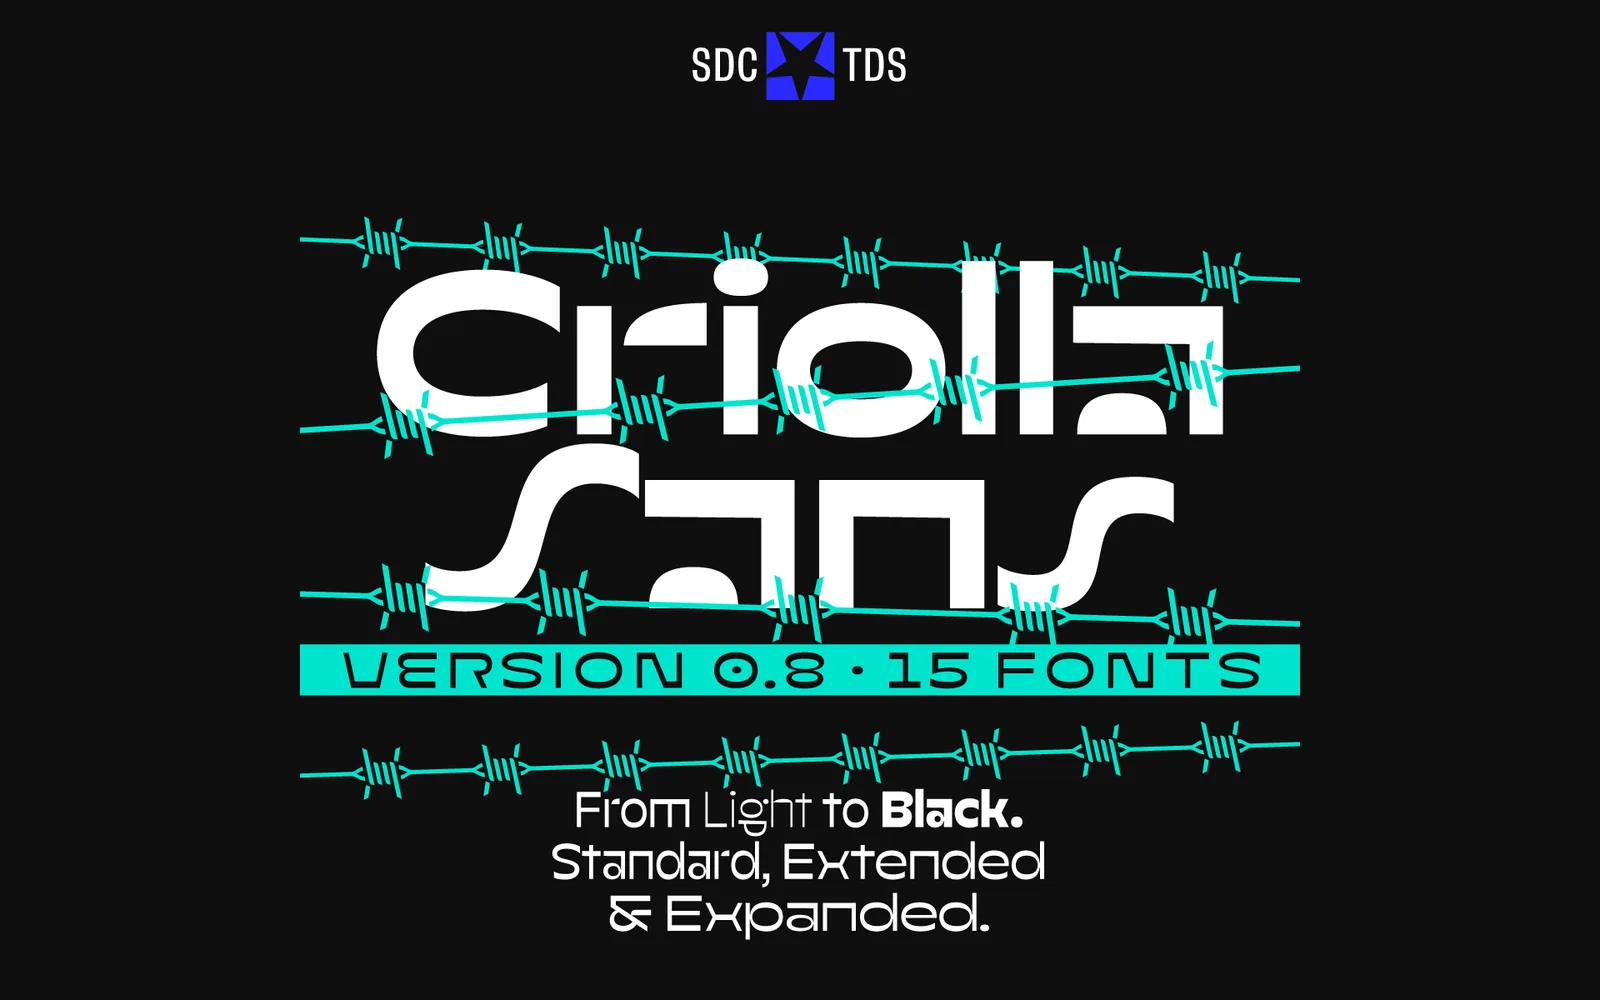 SDC TDS
Criolla
Sans
VERSION 0.8 · 15 FONTS
From Light to Black.
Standard, Extended
& Expanded.